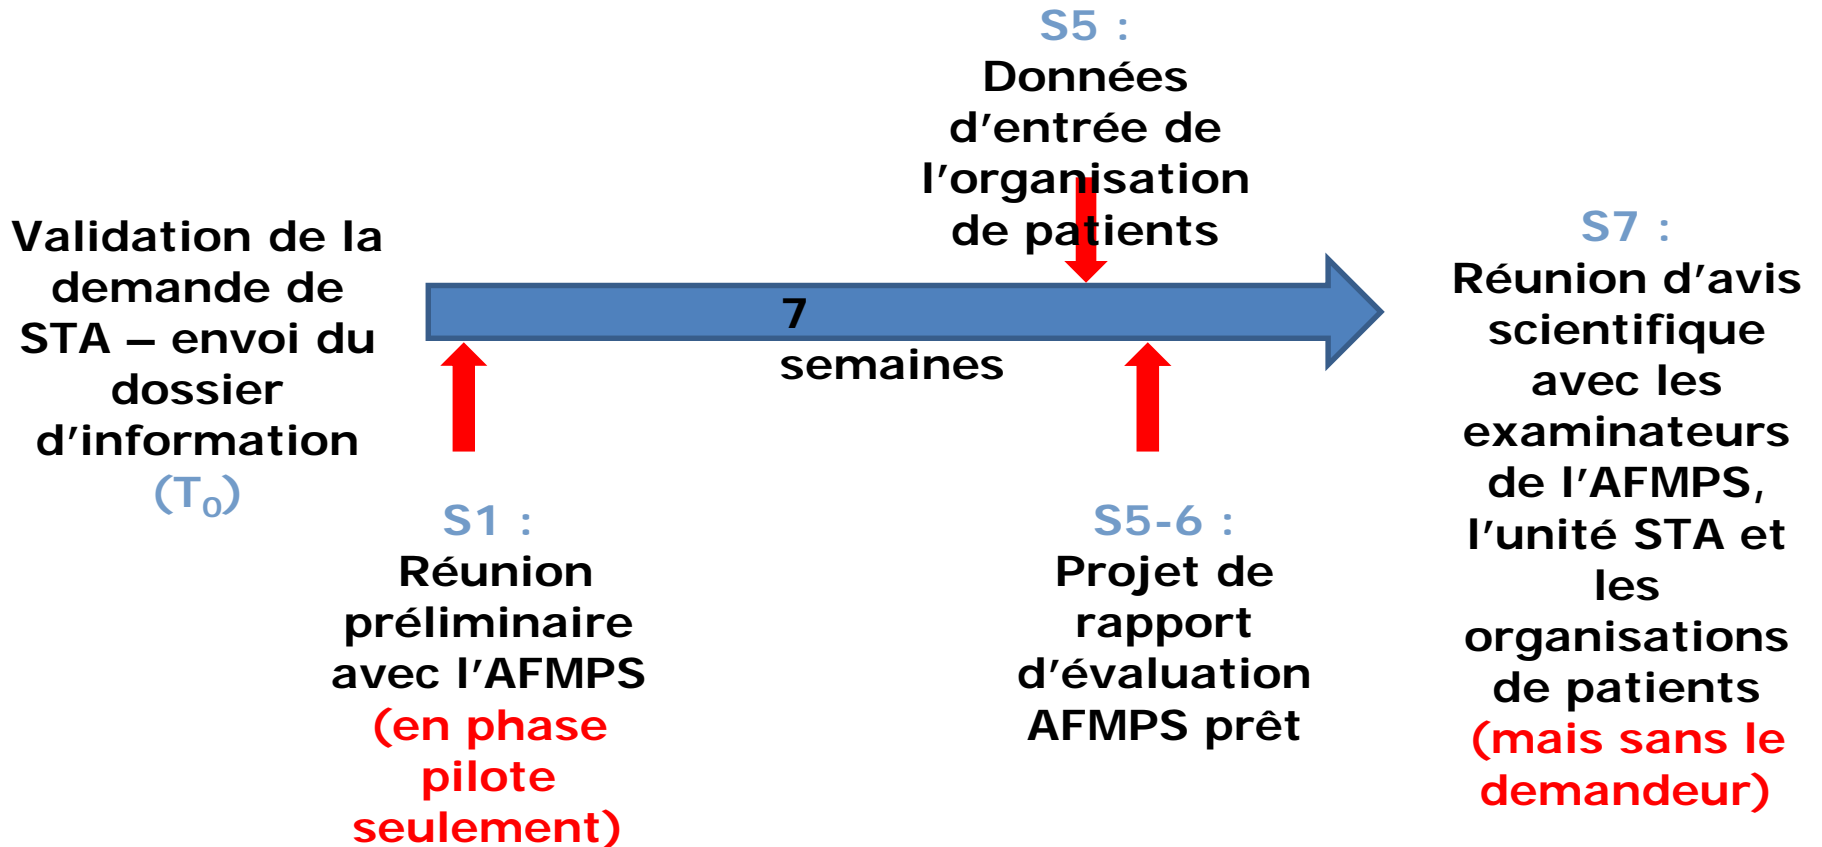 Validation de la
demande de
STA – envoi du
dossier
d’information
(T0)
S1 :
Réunion
préliminaire
avec l’AFMPS
(en phase
pilote
seulement)
7
semaines
S5 :
Données
d’entrée de
l’organisation
de patients
S5-6 :
Projet de
rapport
d’évaluation
AFMPS prêt
S7 :
Réunion d’avis
scientifique
avec les
examinateurs
de l’AFMPS,
l’unité STA et
les
organisations
de patients
(mais sans le
demandeur)